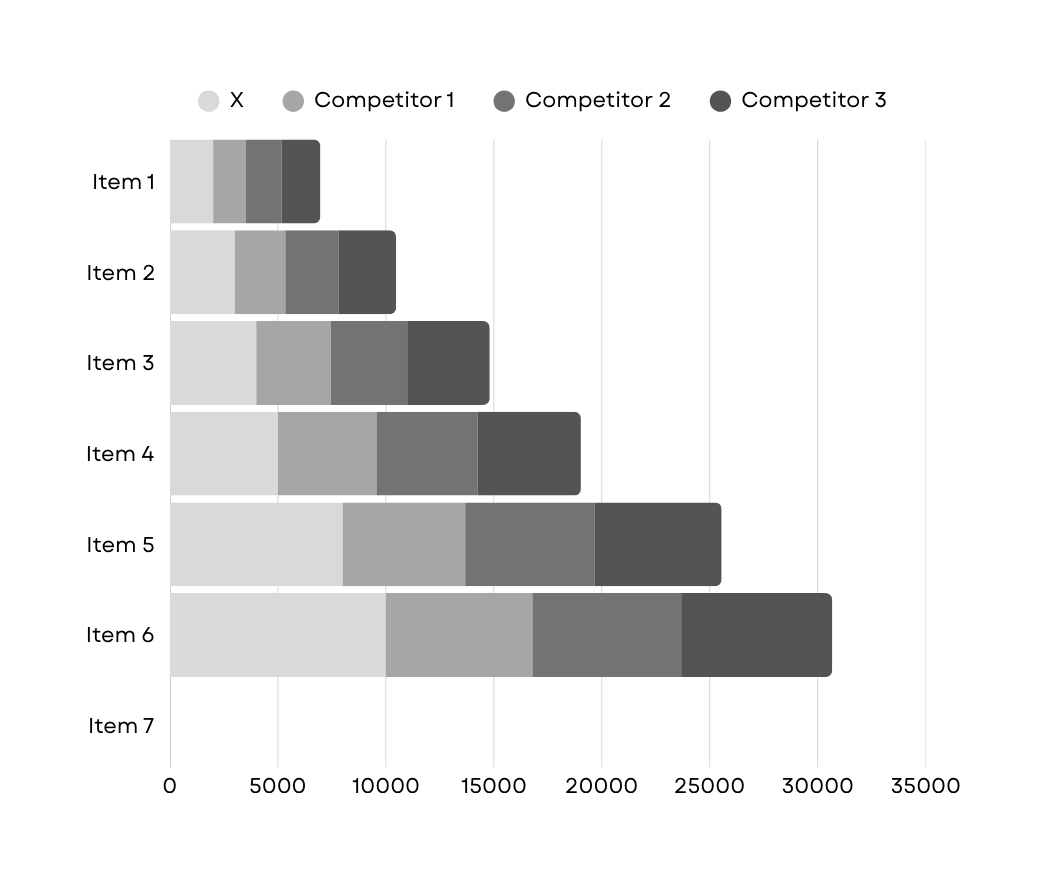 X Competitor 1 Competitor 2 Competitor 3
Item 1
Item 2
Item 3
Item 4
Item 5
Item 6
Item 7
0 5000 10000 15000 20000 25000 30000 35000